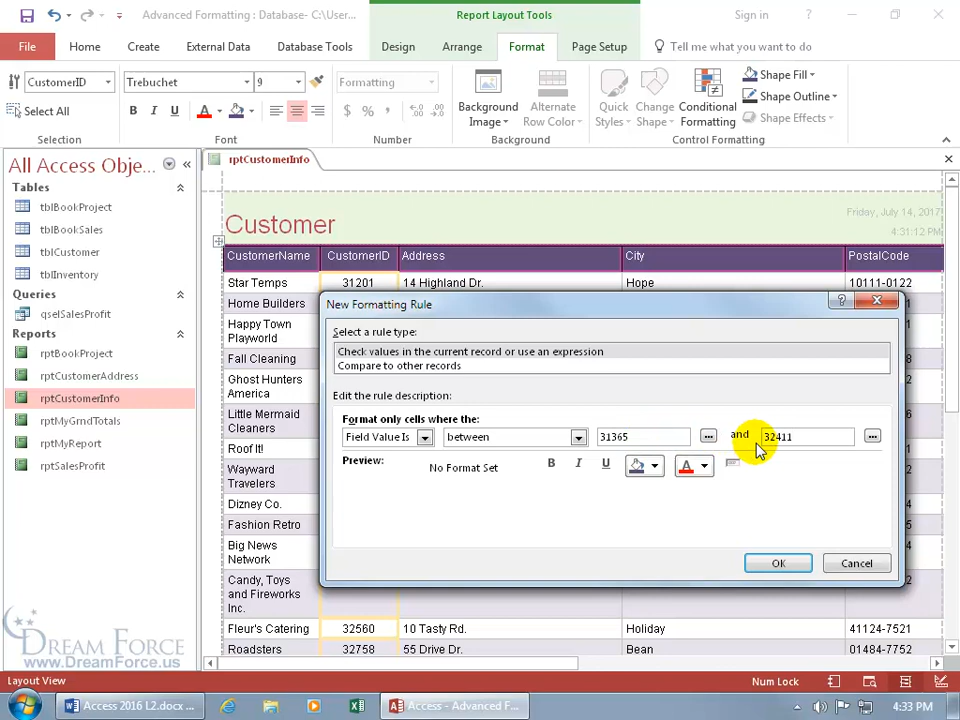 Advanced Formatting : Database- C:\User...
Report Layout Tools
Sign in
File
Home
Create
External Data
Database Tools
Design
Arrange
Format
Page Setup
Tell me what you want to do
CustomerID
Select All
Selection
Trebuchet
9
B I U A
Font
Formatting
$ % ,
Number
Background
Image
Alternate
Row Color
Background
Quick
Styles
Change
Shape
Conditional
Formatting
Shape Fill
Shape Outline
Shape Effects
Control Formatting
All Access Obje...
Tables
tblBookProject
tblBookSales
tblCustomer
tblInventory
Queries
qselSalesProfit
Reports
rptBookProject
rptCustomerAddress
rptCustomerInfo
rptMyGrndTotals
rptMyReport
rptSalesProfit
rptCustomerInfo
Customer
Friday, July 14, 2017
4:31:12 PM
CustomerName CustomerID Address City PostalCode
Star Temps 31201 14 Highland Dr. Hope 10111-0122
Home Builders
Happy Town
Playworld
Fall Cleaning
Ghost Hunters
America
Little Mermaid
Cleaners
Roof It!
Wayward
Travelers
Dizney Co.
Fashion Retro
Big News
Network
Candy, Toys
and Fireworks
Inc.
Fleur's Catering 32560 10 Tasty Rd. Holiday 41124-7521
Roadsters 32758 55 Drive Dr. Bean 01484-7752
New Formatting Rule
Select a rule type:
Check values in the current record or use an expression
Compare to other records
Edit the rule description:
Format only cells where the:
Field Value Is between 31365 and 32411
Preview:
No Format Set
B I U A
OK
Cancel
DREAM FORCE
www.DreamForce.us
Layout View
Num Lock
Access 2016 L2.docx ...
Access - Advanced F...
4:33 PM